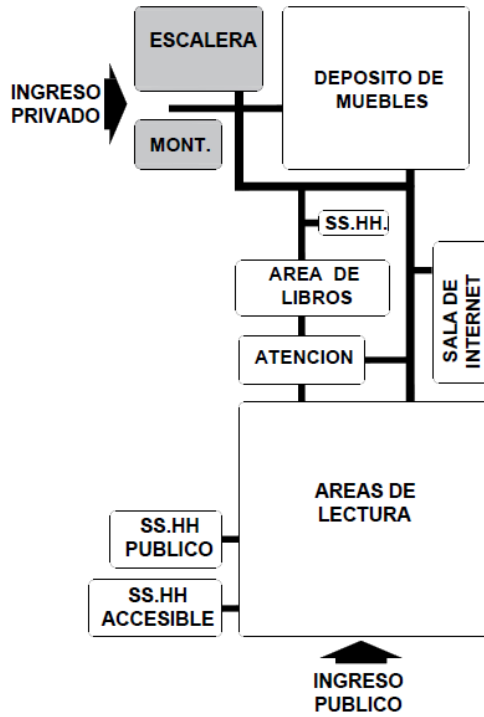 ESCALERA
DEPOSITO DE
MUEBLES
INGRESO
PRIVADO
MONT.
SS.HH.
AREA DE
LIBROS
SALA DE
INTERNET
ATENCION
AREAS DE
LECTURA
SS.HH
PUBLICO
SS.HH
ACCESIBLE
INGRESO
PUBLICO